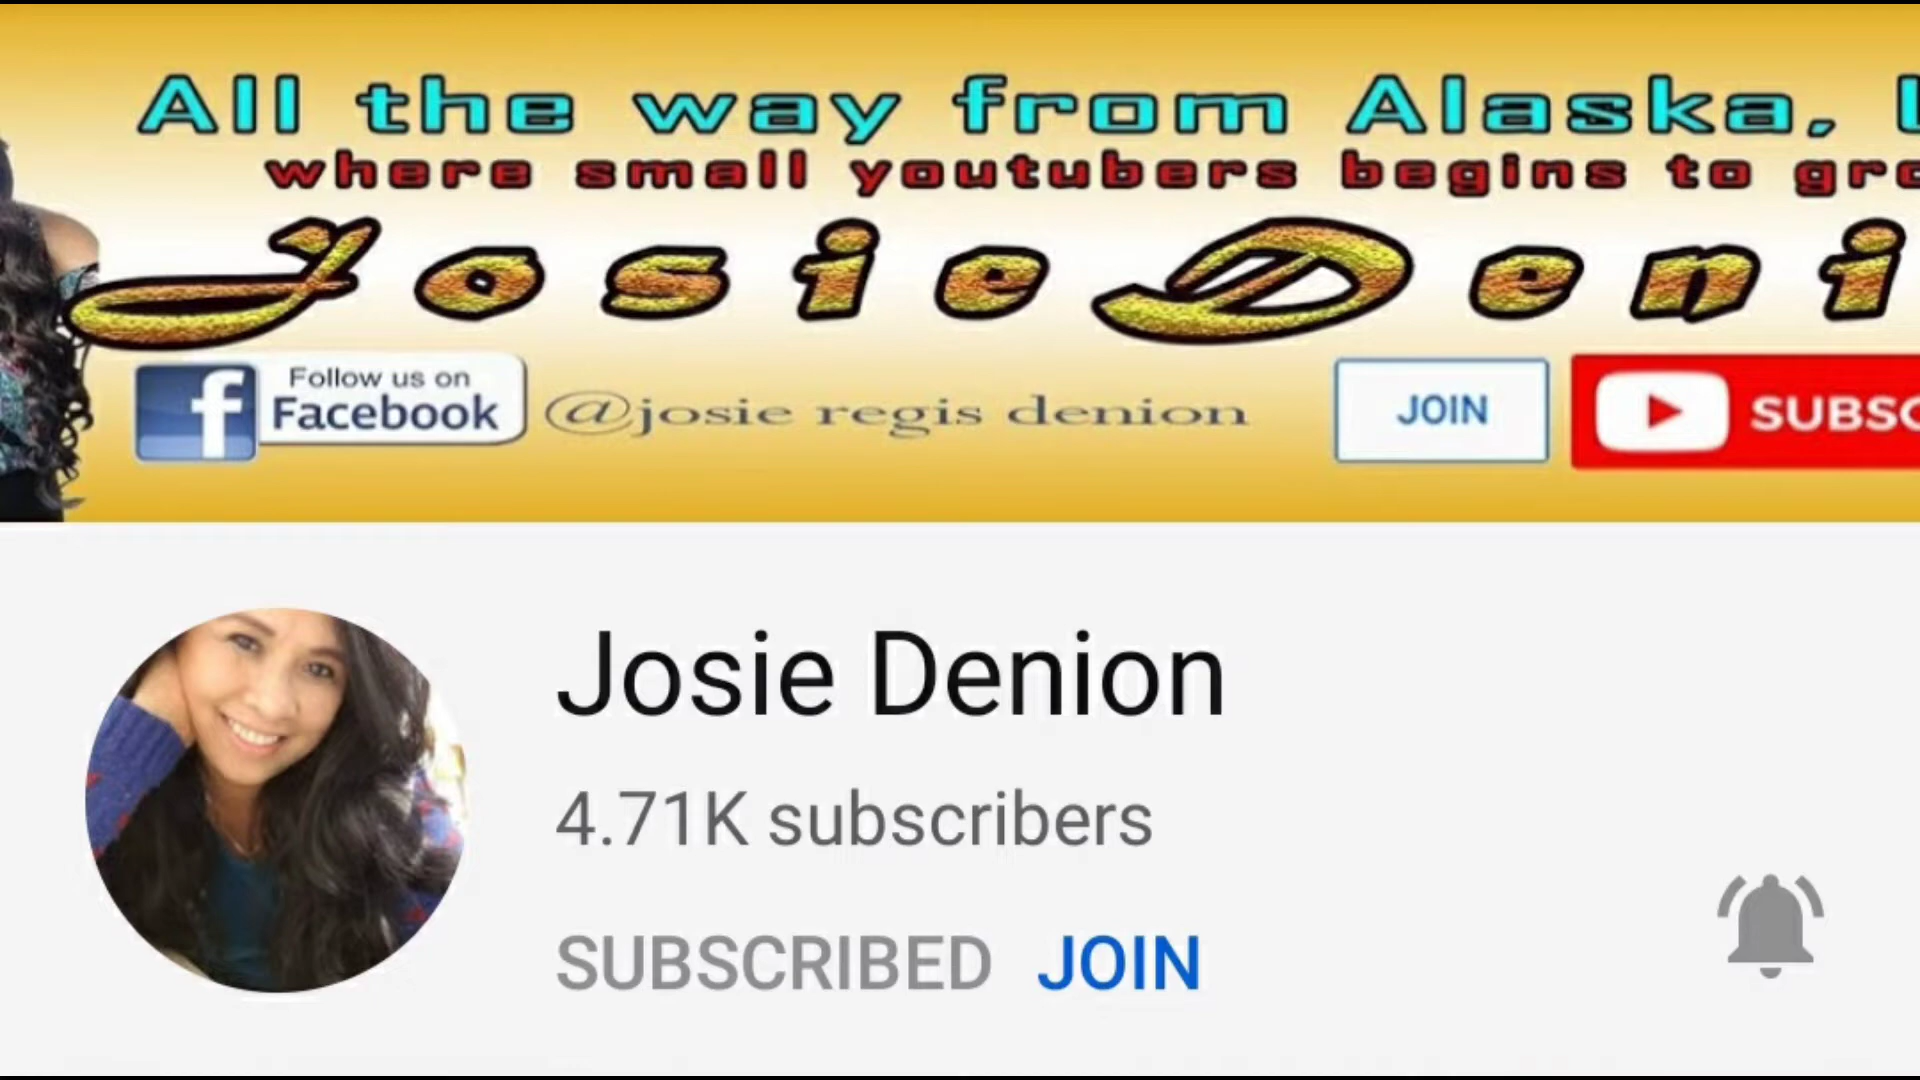 All the way from Alaska,
where small youtubers begins to
Josie Deni
Follow us on
Facebook
@josie regis denion
JOIN
SUBSC
Josie Denion
4.71K subscribers
SUBSCRIBED JOIN